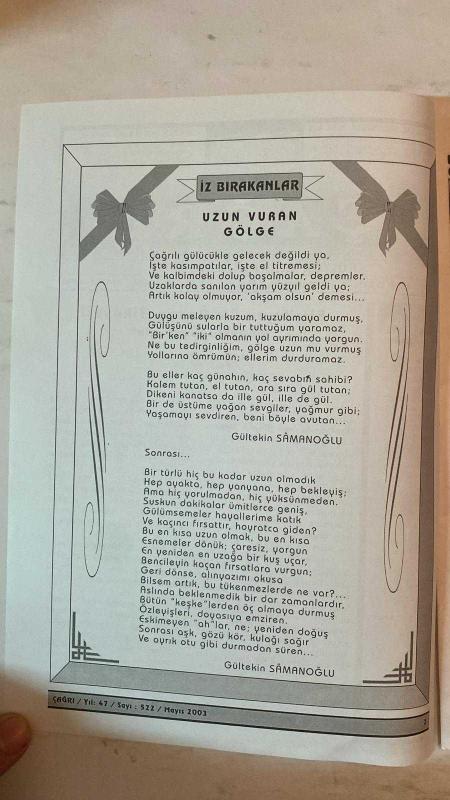 İZ BIRAKANLAR
UZUN VURAN
GÖLGE
Çağrılı gülücükle gelecek değildi ya,
İşte kasımpatılar, işte el titremesi;
Ve kalbimdeki dolup boşalmalar, depremler.
Uzaklarda sanılan yarım yüzyıl geldi ya;
Artık kolay olmuyor, 'akşam olsun' demesi...
Duygu meleyen kuzum, kuzulamaya durmuş,
Gülüşünü sularla bir tuttuğum yaramaz,
"Bir'ken" "iki" olmanın yol ayrımında yorgun.
Ne bu tedirginliğim, gölge uzun mu vurmuş
Yollarına ömrümün; ellerim durduramaz.
Bu eller kaç günahın, kaç sevabın sahibi?
Kalem tutan, el tutan, ara sıra gül tutan;
Dikeni kanatsa da ille gül, ille de gül.
Bir de üstüme yağan sevgiler, yağmur gibi;
Yaşamayı sevdiren, beni böyle avutan...
Gültekin SÂMANOĞLU
Sonrası...
Bir türlü hiç bu kadar uzun olmadık
Hep ayakta, hep yanyana, hep bekleyiş;
Ama hiç yorulmadan, hiç yüksünmeden.
Suskun dakikalar ümitlerce geniş,
Gülümsemeler hayallerime katık
Ve kaçıncı fırsattır, hoyratca giden?
Bu en kısa uzun olmak, bu en kısa
Esnemeler dönük; çaresiz, yorgun
En yeniden en uzağa bir kuş uçar,
Bencileyin kaçan fırsatlara vurgun;
Geri dönse, alınyazımı okusa
Bilsem artık, bu tükenmezlerde ne var?...
Aslında beklenmedik bir dar zamanlardır,
Bütün "keşke"lerden öç almaya durmuş
Özleyişleri, doyasıya emziren.
Eskimeyen "ah"lar, ne; yeniden doğuş
Sonrası aşk, gözü kör, kulağı sağır
Ve ayrık otu gibi durmadan süren...
Gültekin SÂMANOĞLU
ÇAĞRI / Yıl: 47 / Sayı : 522 / Mayıs 2003